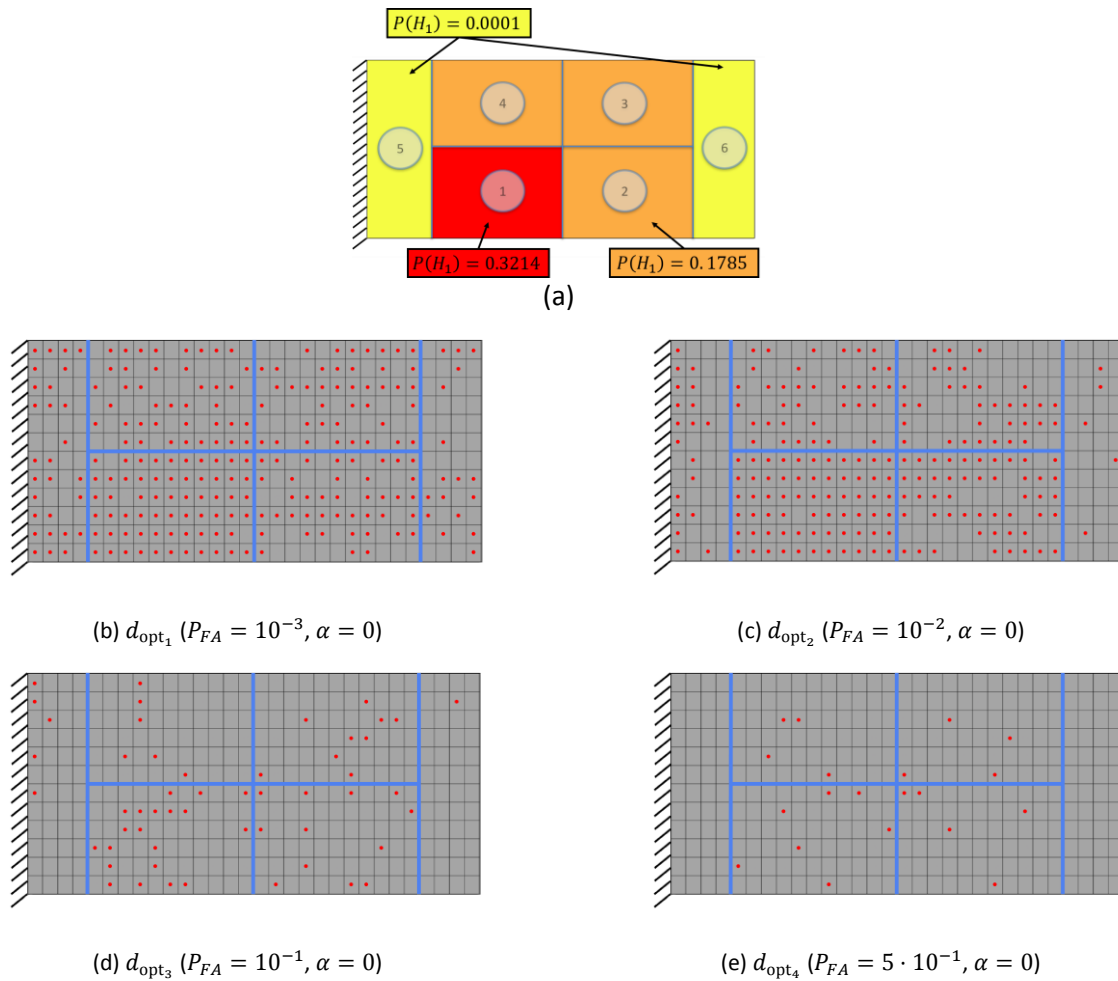 P(H₁) = 0.0001
4
3
5
6
1
2
P(H₁) = 0.3214
P(H₁) = 0.1785
(a)
(b) d_opt₁ (P_FA = 10⁻³, α = 0)
(c) d_opt₂ (P_FA = 10⁻², α = 0)
(d) d_opt₃ (P_FA = 10⁻¹, α = 0)
(e) d_opt₄ (P_FA = 5 · 10⁻¹, α = 0)